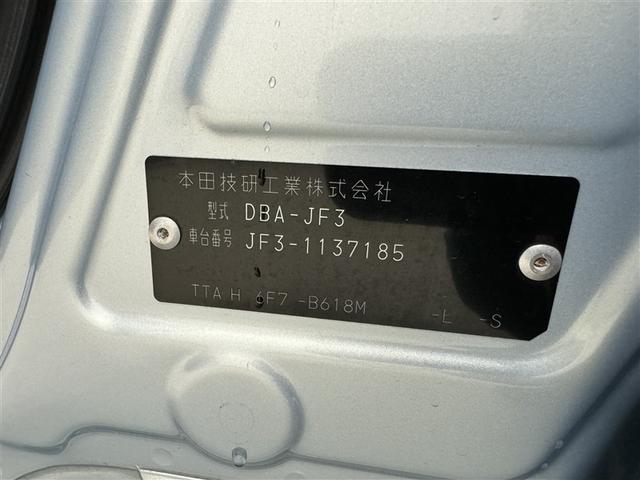 本田技研工業株式会社
型式 DBA-JF3
車台番号 JF3-1137185
TTA H 6F7 -B618M -L -S